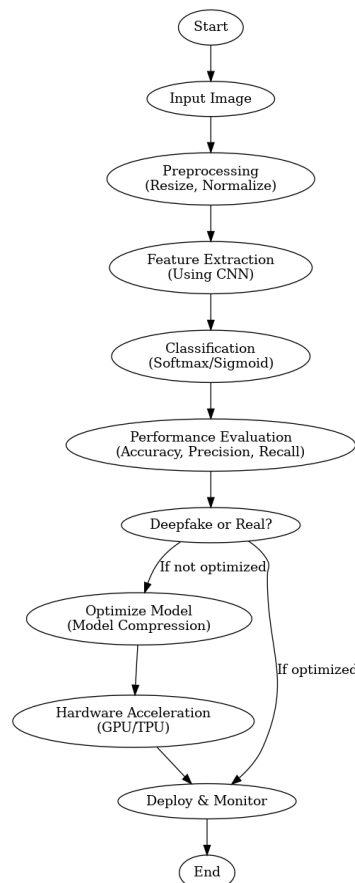 Start
Input Image
Preprocessing
(Resize, Normalize)
Feature Extraction
(Using CNN)
Classification
(Softmax/Sigmoid)
Performance Evaluation
(Accuracy, Precision, Recall)
Deepfake or Real?
If not optimized
Optimize Model
(Model Compression)
If optimized
Hardware Acceleration
(GPU/TPU)
Deploy & Monitor
End